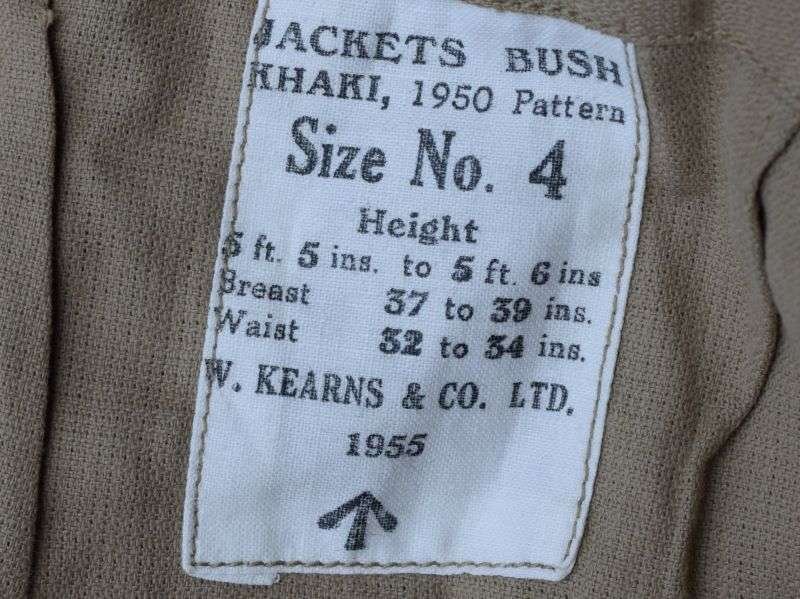 JACKETS BUSH
KHAKI, 1950 Pattern
Size No. 4
Height
5 ft. 5 ins. to 5 ft. 6 ins
Breast 37 to 39 ins.
Waist 32 to 34 ins.
W. KEARNS & CO. LTD.
1955